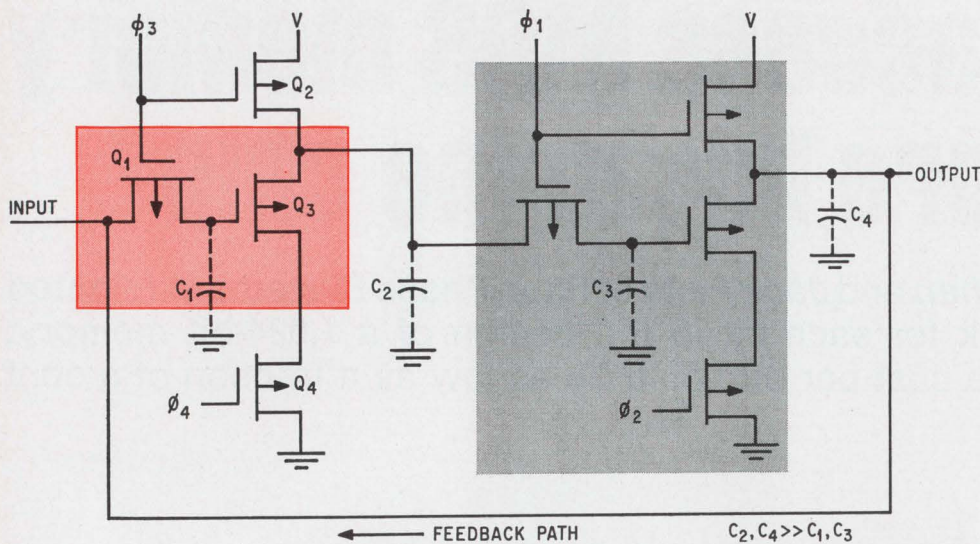 ϕ3
V
Q2
Q1
INPUT
Q3
C1
Q4
ϕ4
C2
ϕ1
V
C3
ϕ2
OUTPUT
C4
FEEDBACK PATH
C2, C4 >> C1, C3